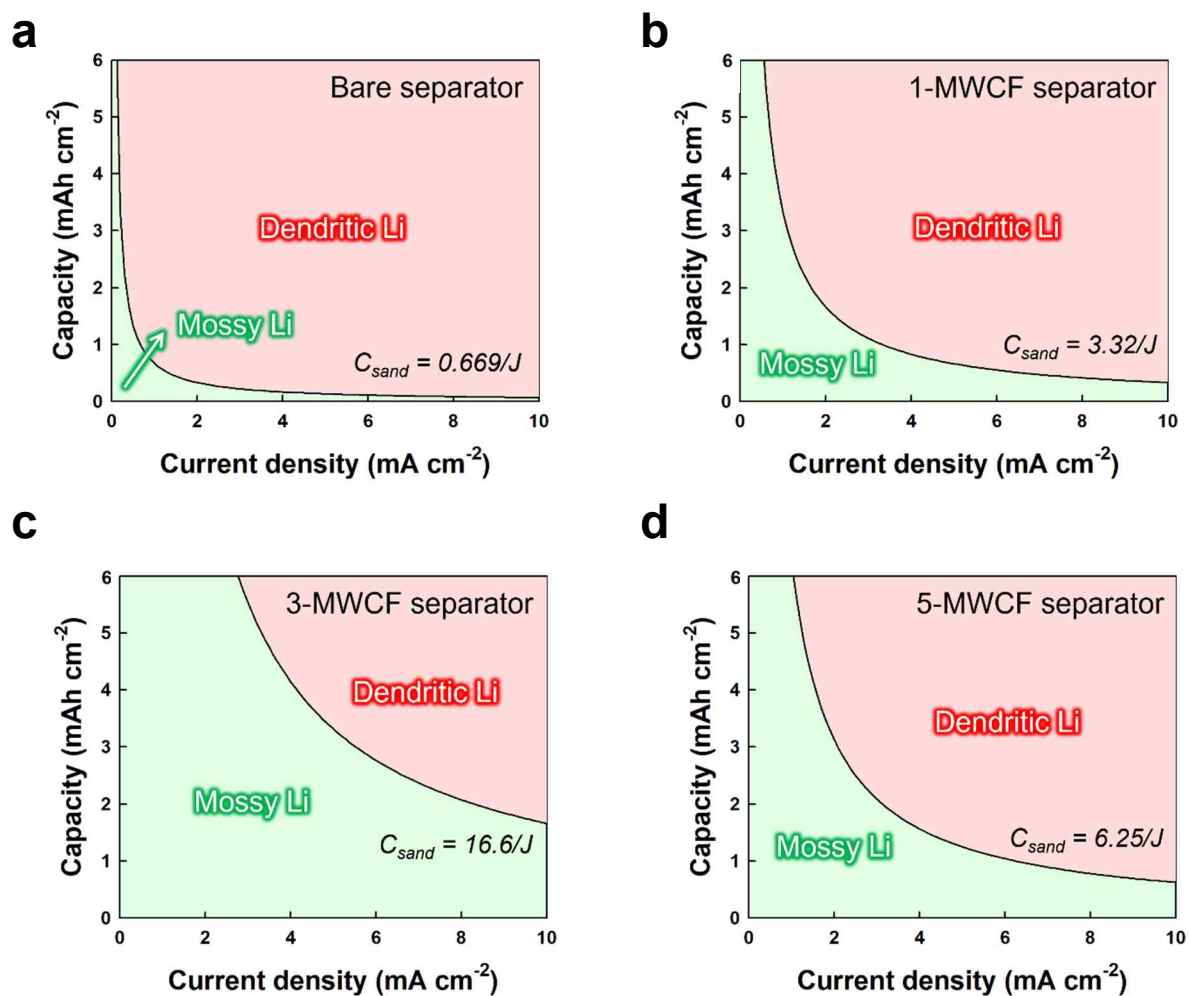 a
6
5
4
3
2
1
0
Capacity (mAh cm-2)
Bare separator
Dendritic Li
Mossy Li
Csand = 0.669/J
0 2 4 6 8 10
Current density (mA cm-2)
b
6
5
4
3
2
1
0
Capacity (mAh cm-2)
1-MWCF separator
Dendritic Li
Csand = 3.32/J
Mossy Li
0 2 4 6 8 10
Current density (mA cm-2)
c
6
5
4
3
2
1
0
Capacity (mAh cm-2)
3-MWCF separator
Dendritic Li
Mossy Li
Csand = 16.6/J
0 2 4 6 8 10
Current density (mA cm-2)
d
6
5
4
3
2
1
0
Capacity (mAh cm-2)
5-MWCF separator
Dendritic Li
Csand = 6.25/J
Mossy Li
0 2 4 6 8 10
Current density (mA cm-2)